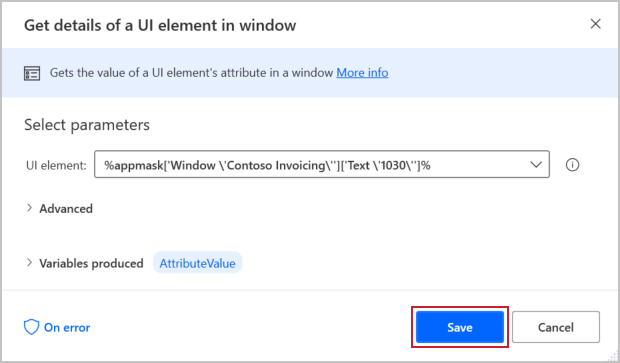 Get details of a UI element in window
Gets the value of a UI element's attribute in a window More info
Select parameters
UI element: %appmask['Window \'Contoso Invoicing\'']['Text \'1030\'']%
Advanced
Variables produced AttributeValue
On error Save Cancel